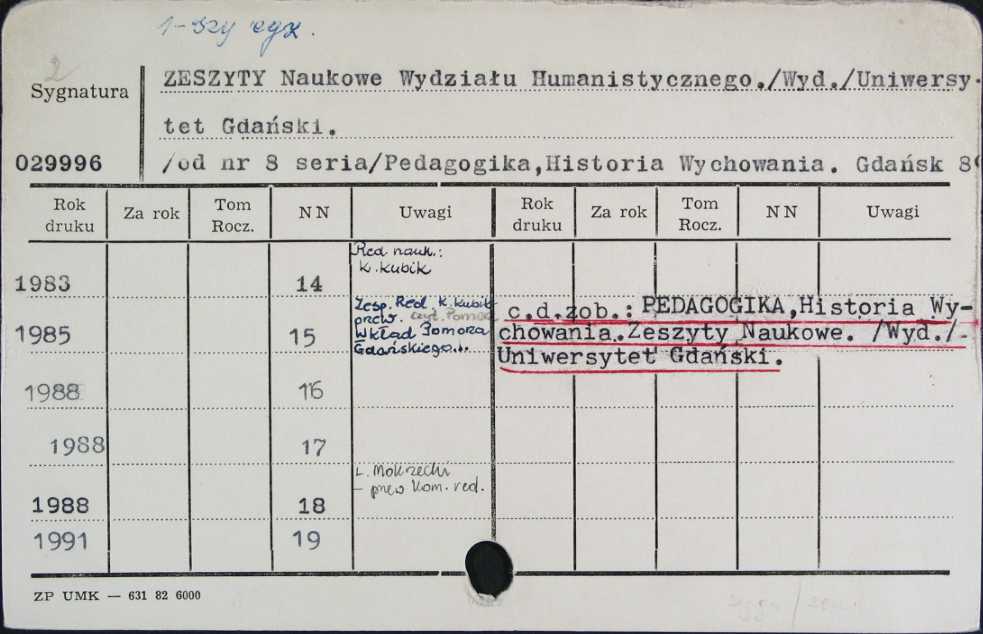 1-szy egz.
2
Sygnatura
ZESZYTY Naukowe Wydziału Humanistycznego./Wyd./Uniwersy-
tet Gdański.
029996
/od nr 8 seria/Pedagogika,Historia Wychowania. Gdańsk 8
Rok druku Za rok Tom Rocz. NN Uwagi Rok druku Za rok Tom Rocz. NN Uwagi
Red nauk.:
K. Kubik
1983 14
Zesp. Red. K. Kubik
przew.
1985 15
Wkład Pomorza
Gdańskiego...
c.d.zob.: PEDAGOGIKA,Historia Wy-
chowania.Zeszyty Naukowe. /Wyd./-
Uniwersytet Gdański.
1988 16
1988 17
L. Mokrzecki
- przew Kom. red.
1988 18
1991 19
ZP UMK — 631 82 6000